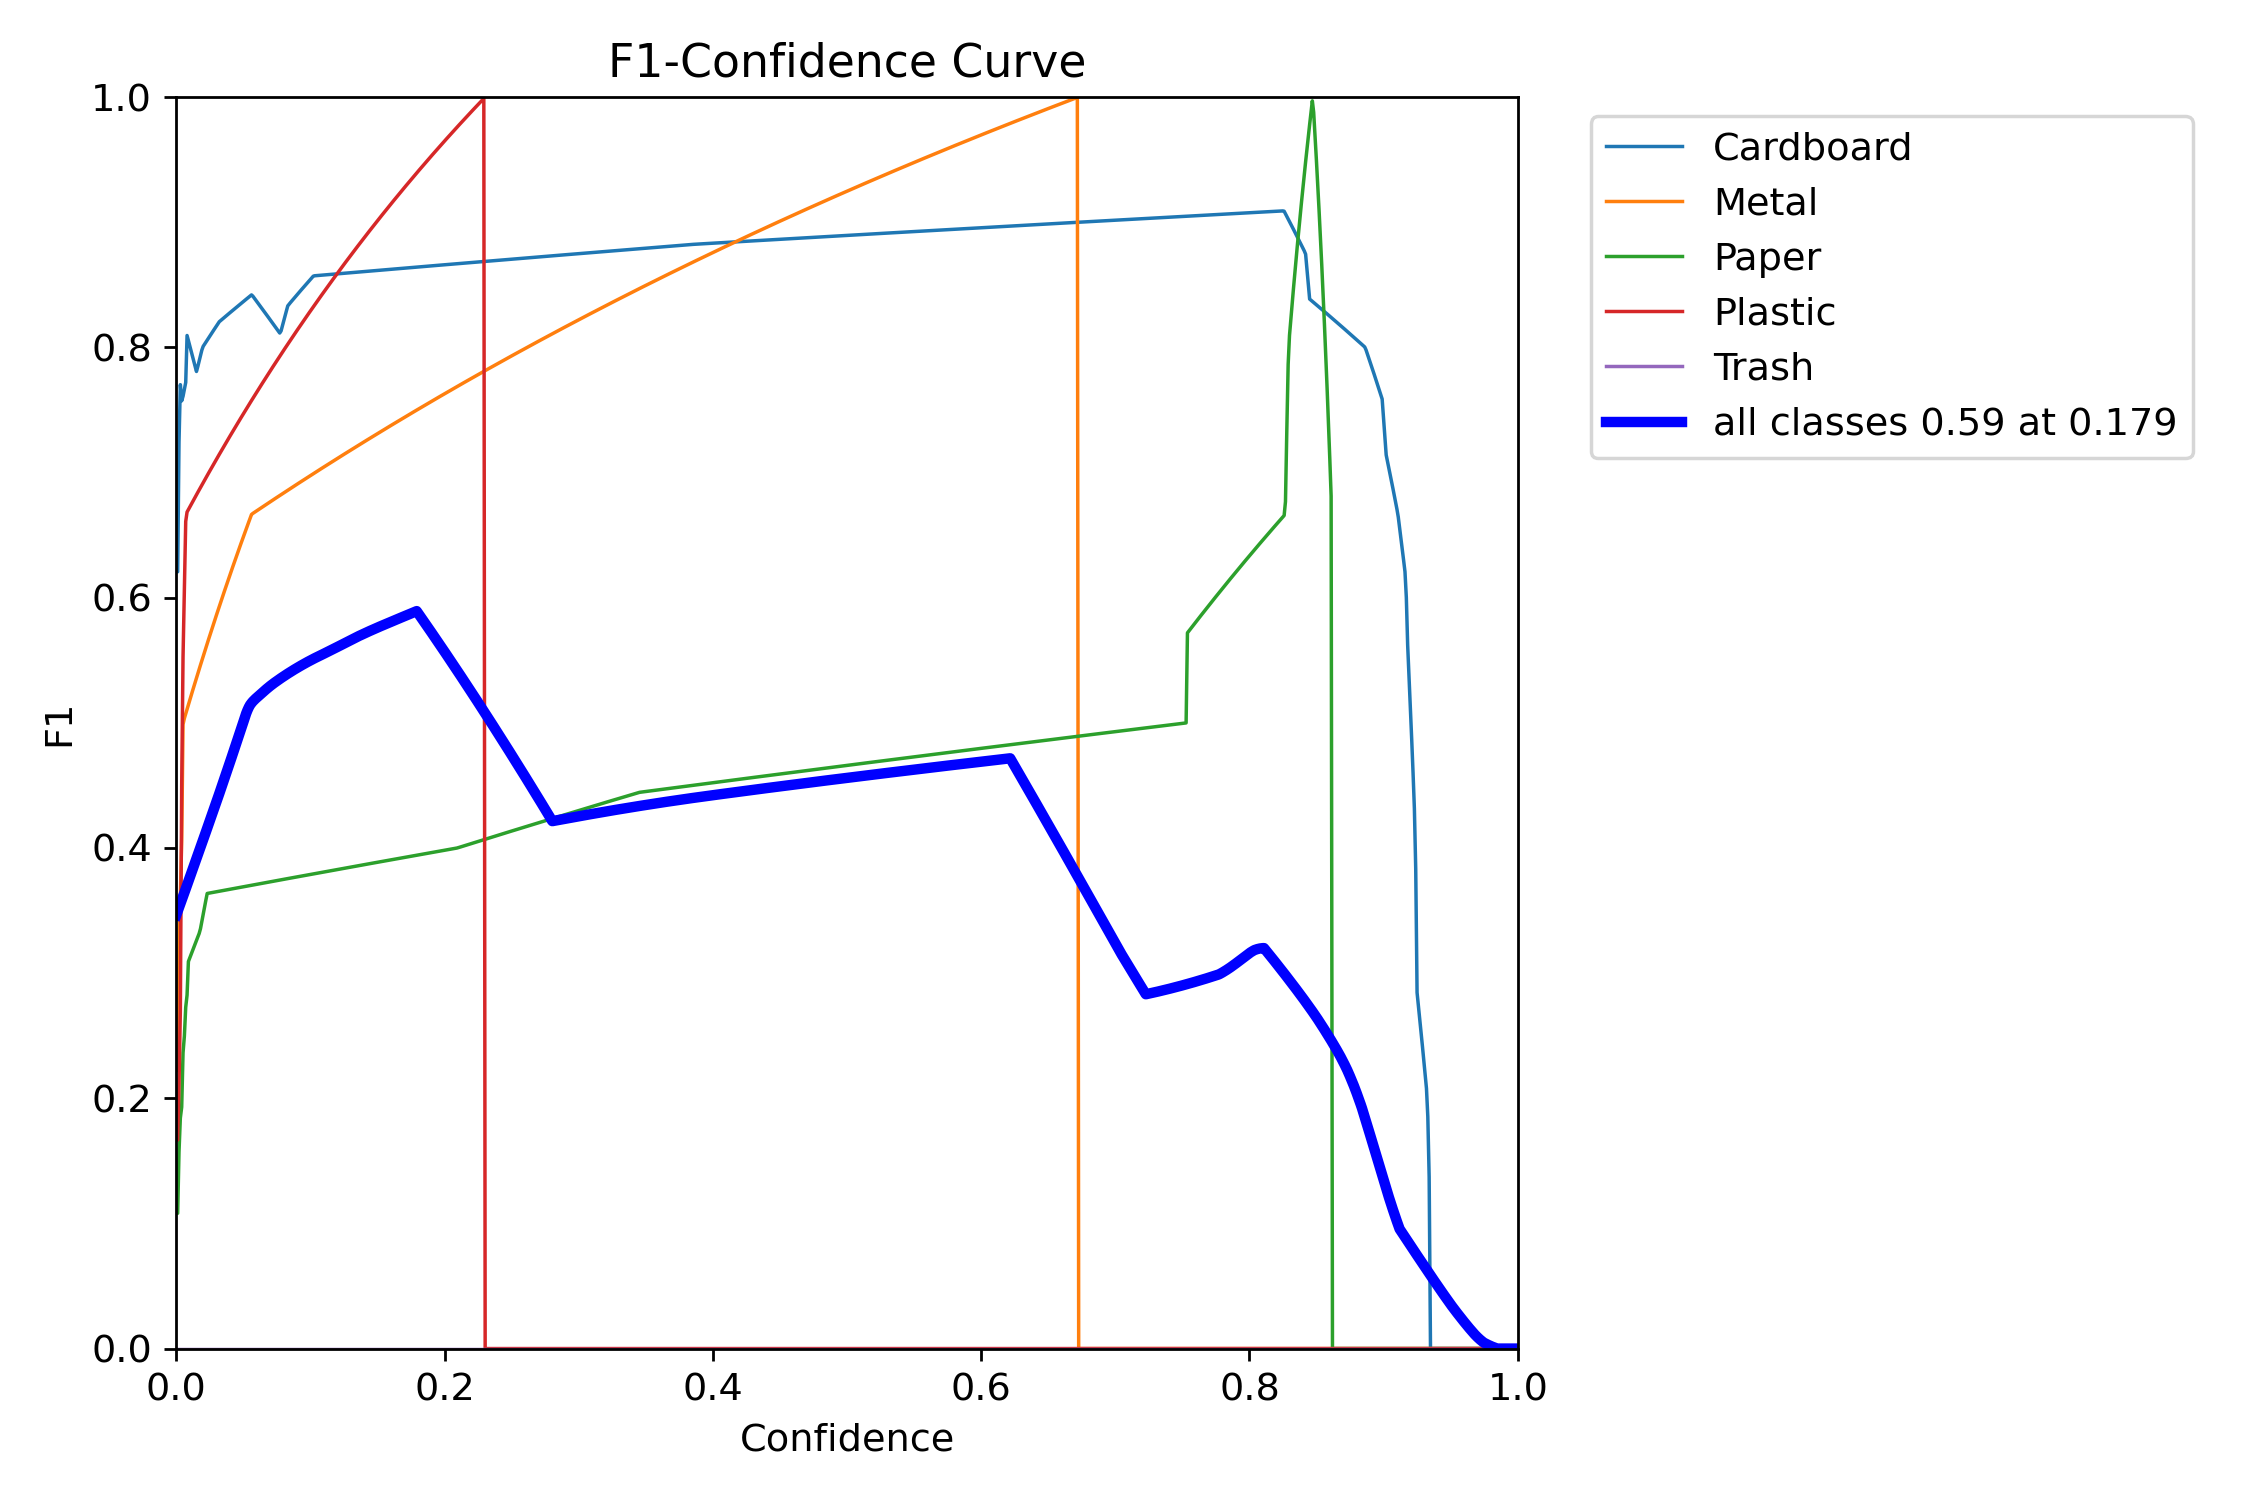 F1-Confidence Curve
1.0
0.8
0.6
0.4
0.2
0.0
F1
0.0 0.2 0.4 0.6 0.8 1.0
Confidence
Cardboard
Metal
Paper
Plastic
Trash
all classes 0.59 at 0.179